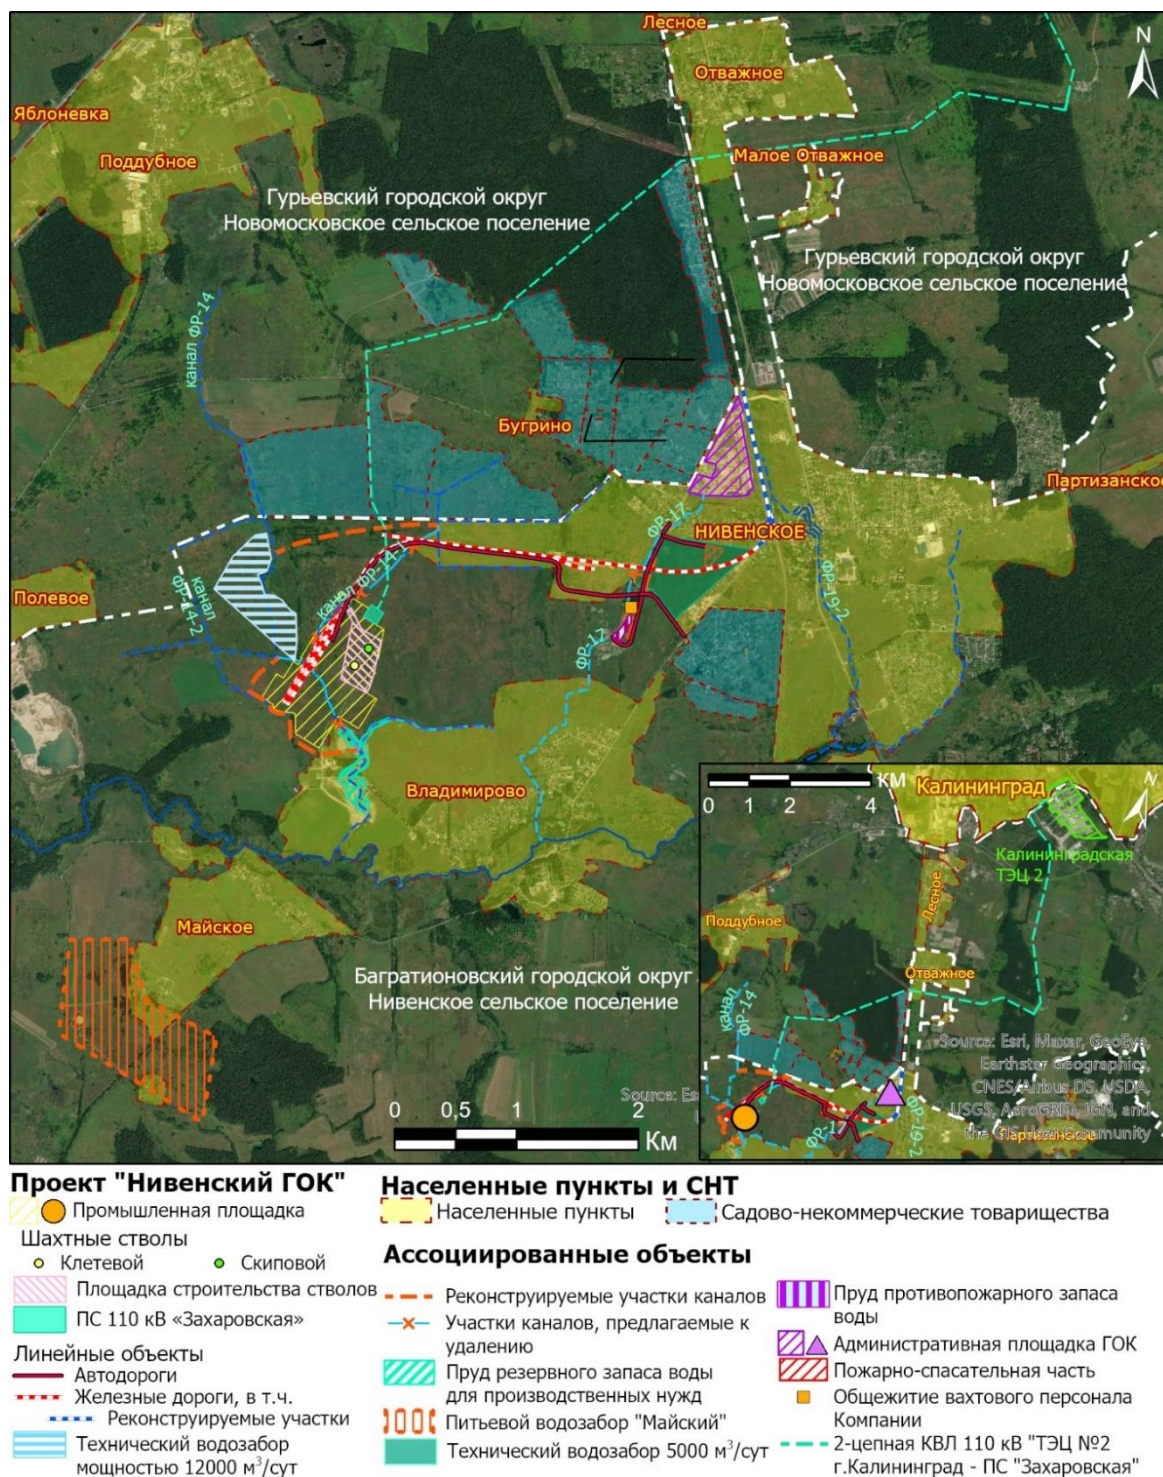 Лесное
Отважное
N
Яблоневка
Поддубное
Малое Отважное
Гурьевский городской округ
Новомосковское сельское поселение
Гурьевский городской округ
Новомосковское сельское поселение
канал ФР-14
Бугрино
Партизанское
ФР-17
НИВЕНСКОЕ
канал ФР-14-1
Полевое
канал
ФР-14-2
ФР-19-2
ФР-17
Владимирово
Майское
Багратионовский городской округ
Нивенское сельское поселение
Source: Es
0 0,5 1 2
Км
КМ
0 1 2 4
Калининград
N
Калининградская
ТЭЦ 2
Лесное
Поддубное
Отважное
канал
ФР-14
Source: Esri, Maxar, GeoEye,
Earthstar Geographics,
CNES/Airbus DS, USDA,
USGS, AeroGRID, IGN, and
the GIS User Community
ФР-17
ФР-19-2
Партизанское
Проект "Нивенский ГОК"
Промышленная площадка
Шахтные стволы
Клетевой
Скиповой
Площадка строительства стволов
ПС 110 кВ «Захаровская»
Линейные объекты
Автодороги
Железные дороги, в т.ч.
Реконструируемые участки
Технический водозабор
мощностью 12000 м³/сут
Населенные пункты и СНТ
Населенные пункты
Садово-некоммерческие товарищества
Ассоциированные объекты
Реконструируемые участки каналов
Участки каналов, предлагаемые к
удалению
Пруд резервного запаса воды
для производственных нужд
Питьевой водозабор "Майский"
Технический водозабор 5000 м³/сут
Пруд противопожарного запаса
воды
Административная площадка ГОК
Пожарно-спасательная часть
Общежитие вахтового персонала
Компании
2-цепная КВЛ 110 кВ "ТЭЦ №2
г.Калининград - ПС "Захаровская"